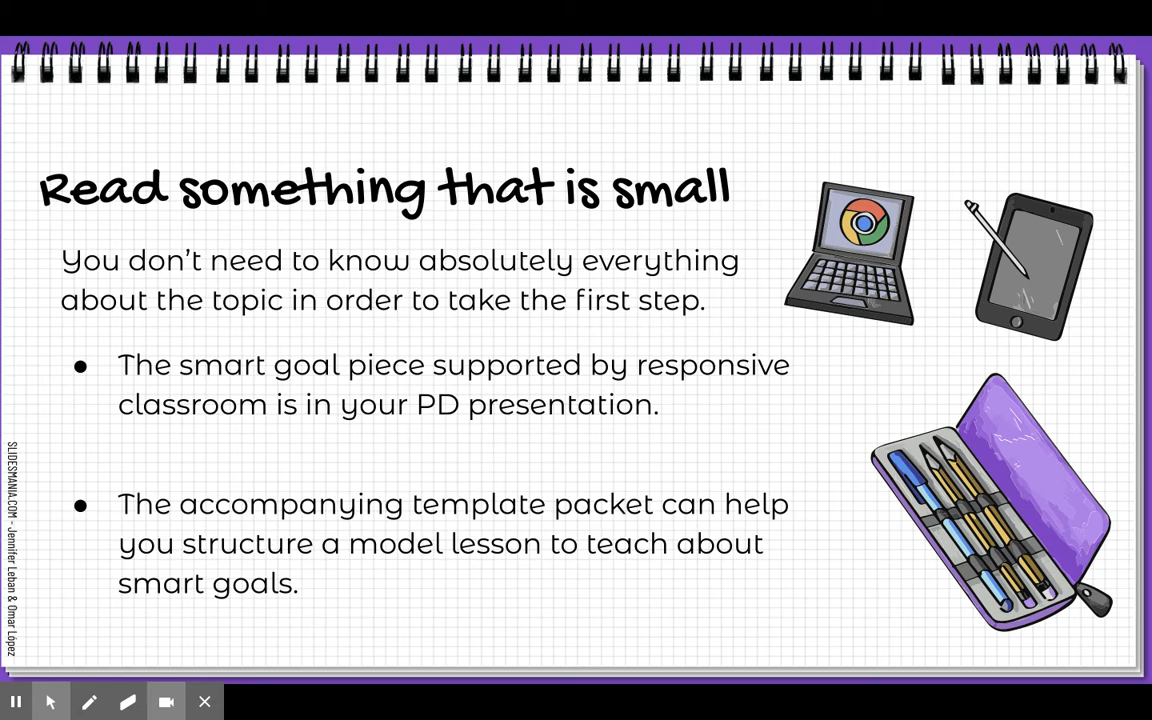 Read something that is small
You don't need to know absolutely everything
about the topic in order to take the first step.
● The smart goal piece supported by responsive
classroom is in your PD presentation.
● The accompanying template packet can help
you structure a model lesson to teach about
smart goals.
SLIDESMANIA.COM - Jennifer Leban & Omar López